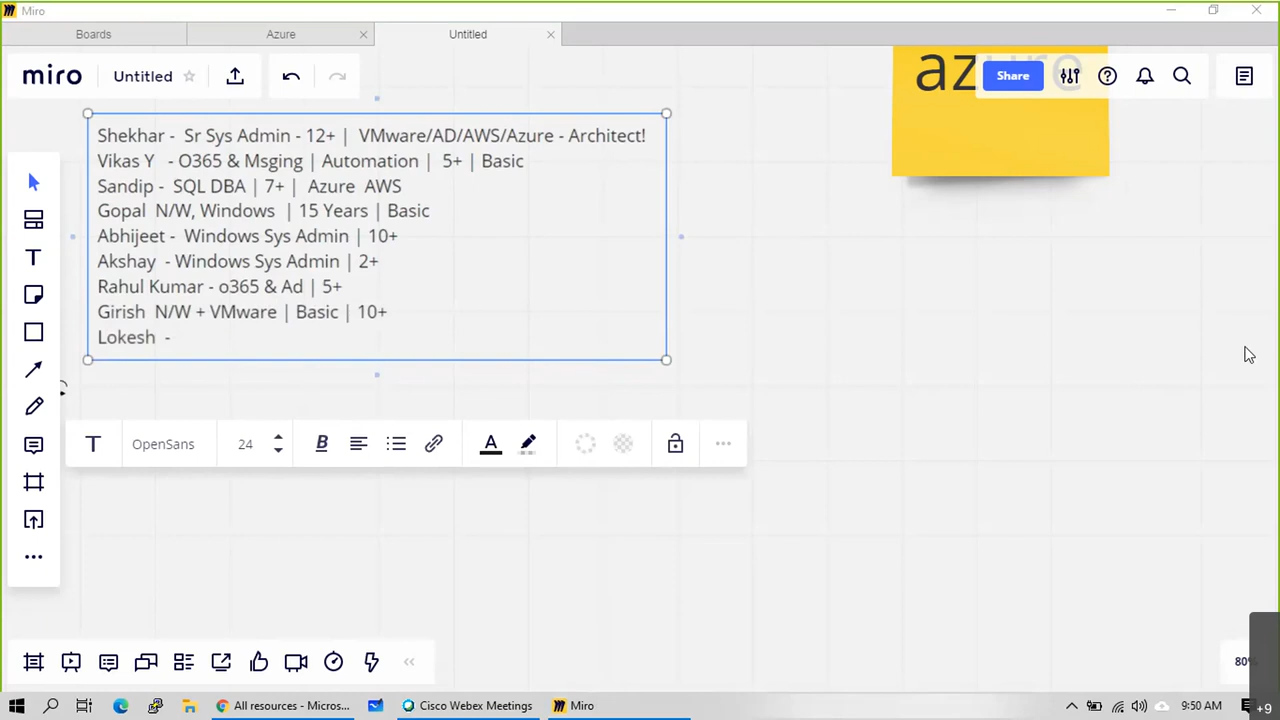 Miro
Boards
Azure
Untitled
miro
Untitled
azure
Share
Shekhar - Sr Sys Admin - 12+ | VMware/AD/AWS/Azure - Architect!
Vikas Y - O365 & Msging | Automation | 5+ | Basic
Sandip - SQL DBA | 7+ | Azure AWS
Gopal N/W, Windows | 15 Years | Basic
Abhijeet - Windows Sys Admin | 10+
Akshay - Windows Sys Admin | 2+
Rahul Kumar - o365 & Ad | 5+
Girish N/W + VMware | Basic | 10+
Lokesh -
T OpenSans 24 B A
80%
All resources - Micros...
Cisco Webex Meetings
Miro
9:50 AM
+9